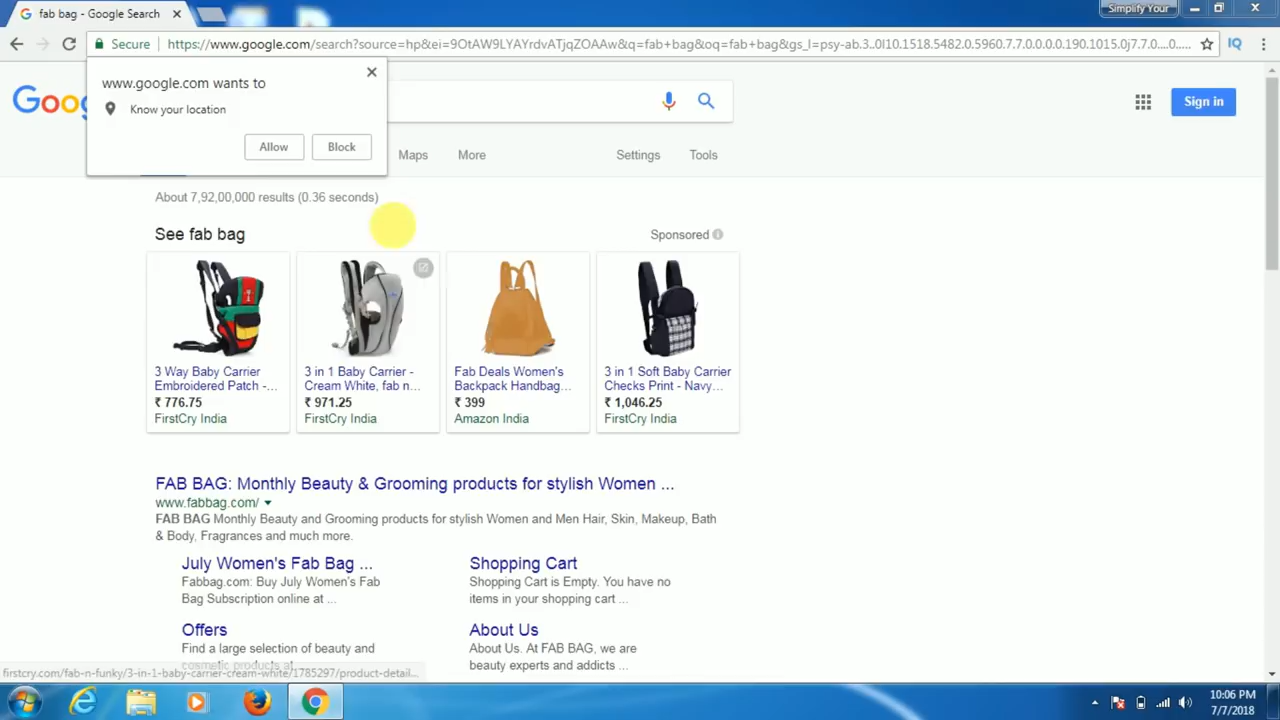 fab bag - Google Search
Simplify Your
Secure
https://www.google.com/search?source=hp&ei=9OtAW9LYAYrdvATjqZOAAw&q=fab+bag&oq=fab+bag&gs_l=psy-ab.3..0l10.1518.5482.0.5960.7.7.0.0.0.0.190.1015.0j7.7.0....0...
www.google.com wants to
Know your location
Allow
Block
Goog
Sign in
Maps
More
Settings
Tools
About 7,92,00,000 results (0.36 seconds)
See fab bag
Sponsored
3 Way Baby Carrier
Embroidered Patch -...
₹ 776.75
FirstCry India
3 in 1 Baby Carrier -
Cream White, fab n...
₹ 971.25
FirstCry India
Fab Deals Women's
Backpack Handbag...
₹ 399
Amazon India
3 in 1 Soft Baby Carrier
Checks Print - Navy...
₹ 1,046.25
FirstCry India
FAB BAG: Monthly Beauty & Grooming products for stylish Women ...
www.fabbag.com/
FAB BAG Monthly Beauty and Grooming products for stylish Women and Men Hair, Skin, Makeup, Bath
& Body, Fragrances and much more.
July Women's Fab Bag ...
Fabbag.com: Buy July Women's Fab
Bag Subscription online at ...
Shopping Cart
Shopping Cart is Empty. You have no
items in your shopping cart ...
Offers
Find a large selection of beauty and
cosmetic products at ...
About Us
About Us. At FAB BAG, we are
beauty experts and addicts ...
firstcry.com/fab-n-funky/3-in-1-baby-carrier-cream-white/1785297/product-detail...
10:06 PM
7/7/2018